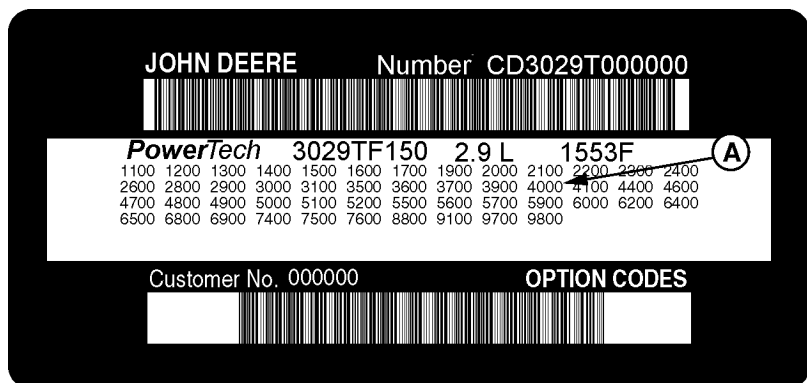 JOHN DEERE Number CD3029T000000
PowerTech 3029TF150 2.9 L 1553F A
1100 1200 1300 1400 1500 1600 1700 1900 2000 2100 2200 2300 2400
2600 2800 2900 3000 3100 3500 3600 3700 3900 4000 4100 4400 4600
4700 4800 4900 5000 5100 5200 5500 5600 5700 5900 6000 6200 6400
6500 6800 6900 7400 7500 7600 8800 9100 9700 9800
Customer No. 000000 OPTION CODES